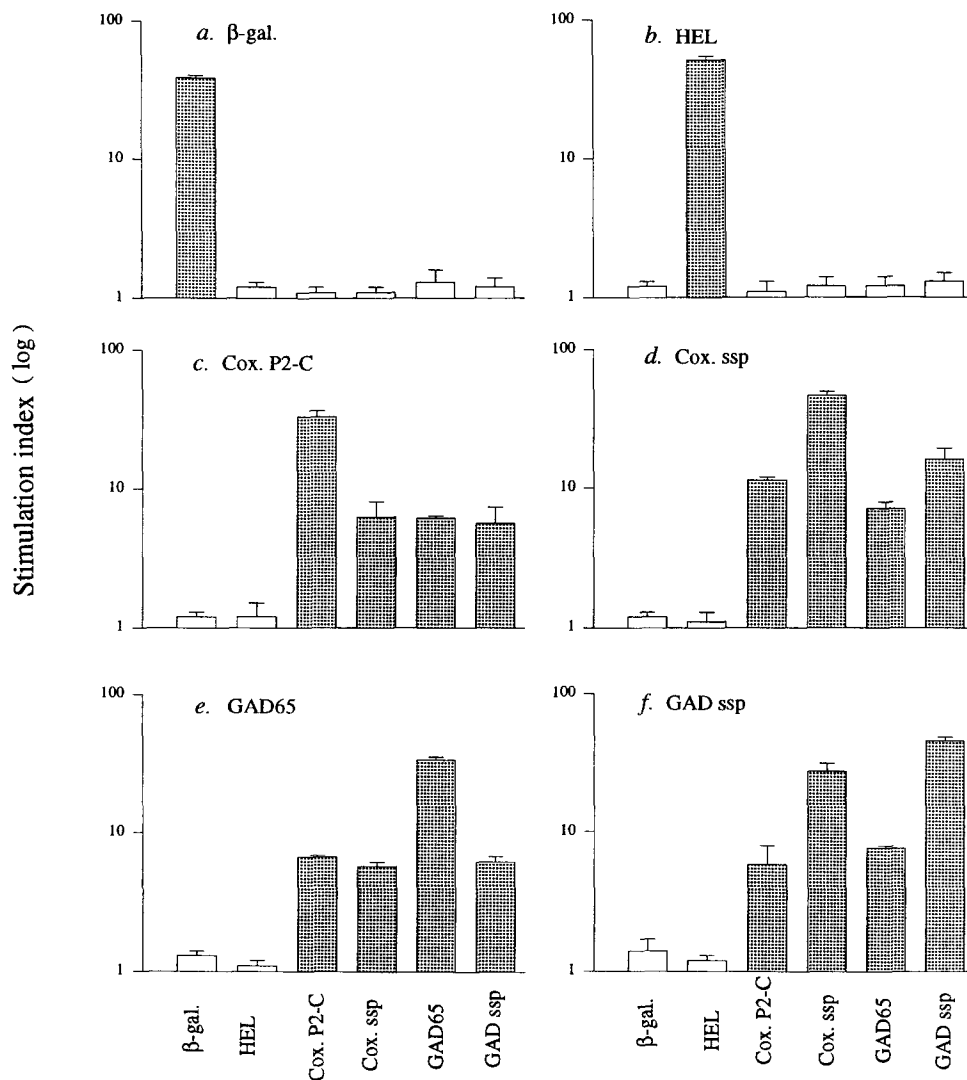 a. β-gal.
b. HEL
100
10
1
100
10
1
c. Cox. P2-C
d. Cox. ssp
100
10
1
100
10
1
e. GAD65
f. GAD ssp
100
10
1
100
10
1
Stimulation index ( log )
β-gal.
HEL
Cox. P2-C
Cox. ssp
GAD65
GAD ssp
β-gal.
HEL
Cox. P2-C
Cox. ssp
GAD65
GAD ssp